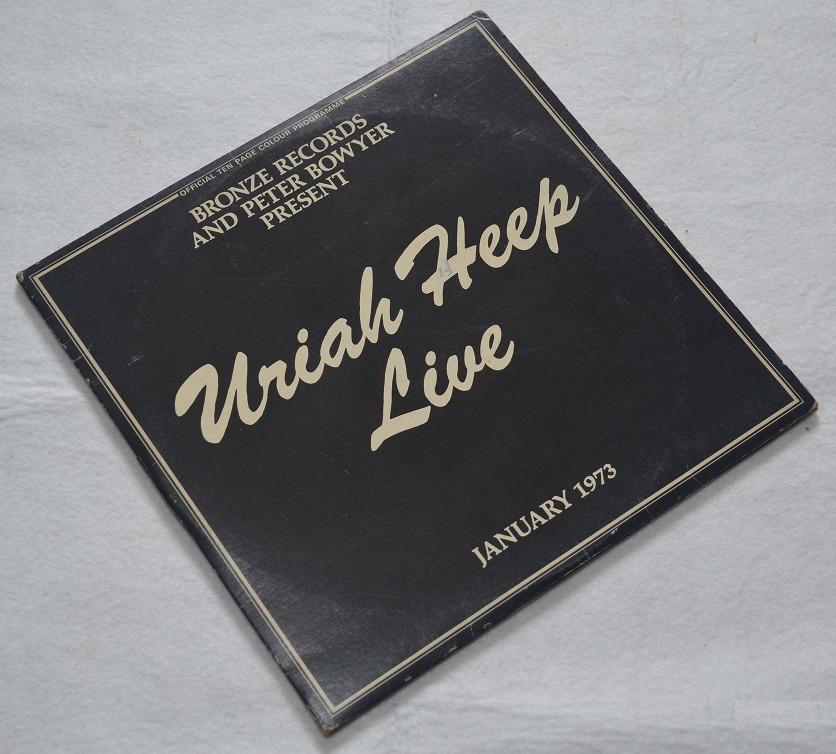 OFFICIAL TEN PAGE COLOUR PROGRAMME
BRONZE RECORDS
AND PETER BOWYER
PRESENT
Uriah Heep
Live
JANUARY 1973